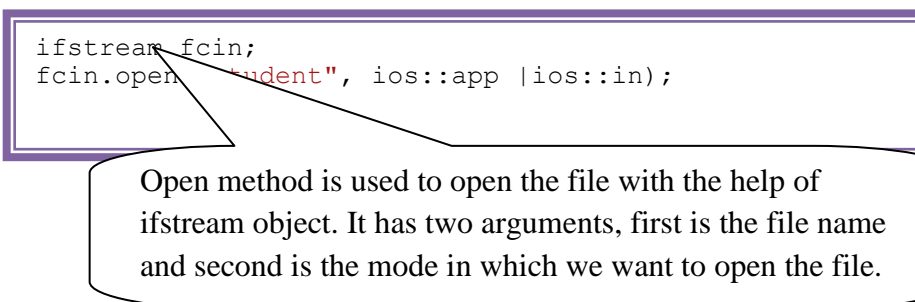 ifstream fcin;
fcin.open udent", ios::app |ios::in);
Open method is used to open the file with the help of
ifstream object. It has two arguments, first is the file name
and second is the mode in which we want to open the file.